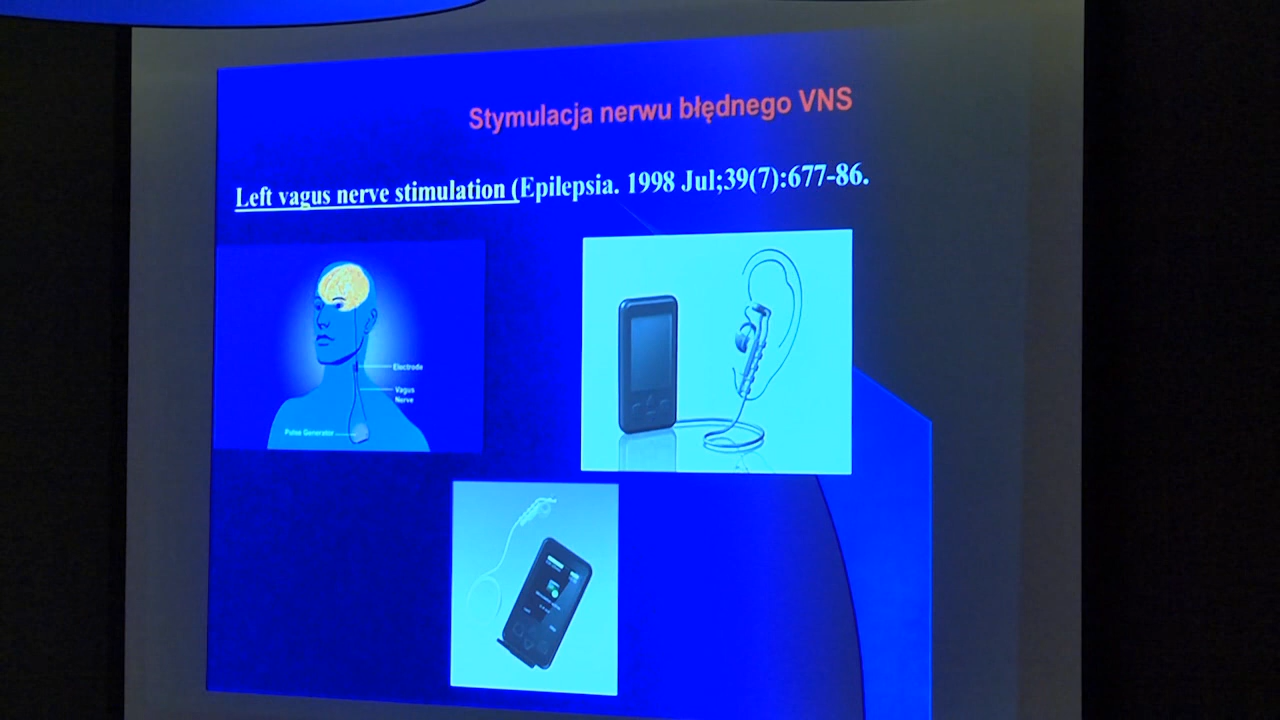 Stymulacja nerwu błędnego VNS
Left vagus nerve stimulation (Epilepsia. 1998 Jul;39(7):677-86.
Electrode
Vagus
Nerve
Pulse Generator